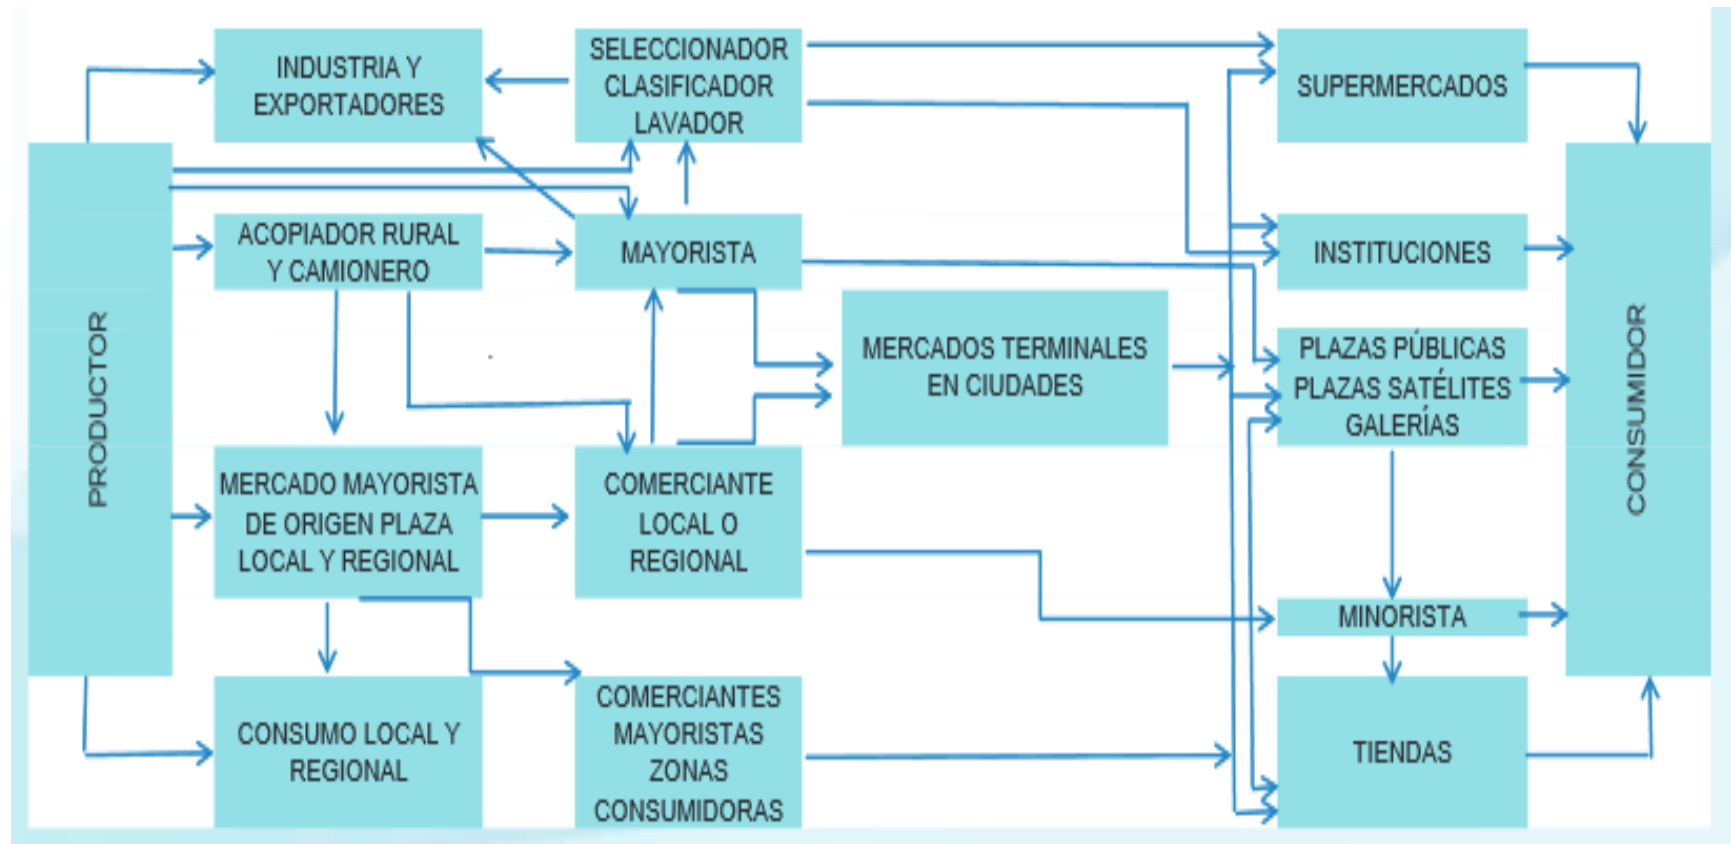 INDUSTRIA Y
EXPORTADORES
SELECCIONADOR
CLASIFICADOR
LAVADOR
SUPERMERCADOS
PRODUCTOR
ACOPIADOR RURAL
Y CAMIONERO
MAYORISTA
INSTITUCIONES
MERCADOS TERMINALES
EN CIUDADES
PLAZAS PÚBLICAS
PLAZAS SATÉLITES
GALERÍAS
CONSUMIDOR
MERCADO MAYORISTA
DE ORIGEN PLAZA
LOCAL Y REGIONAL
COMERCIANTE
LOCAL O
REGIONAL
MINORISTA
CONSUMO LOCAL Y
REGIONAL
COMERCIANTES
MAYORISTAS
ZONAS
CONSUMIDORAS
TIENDAS